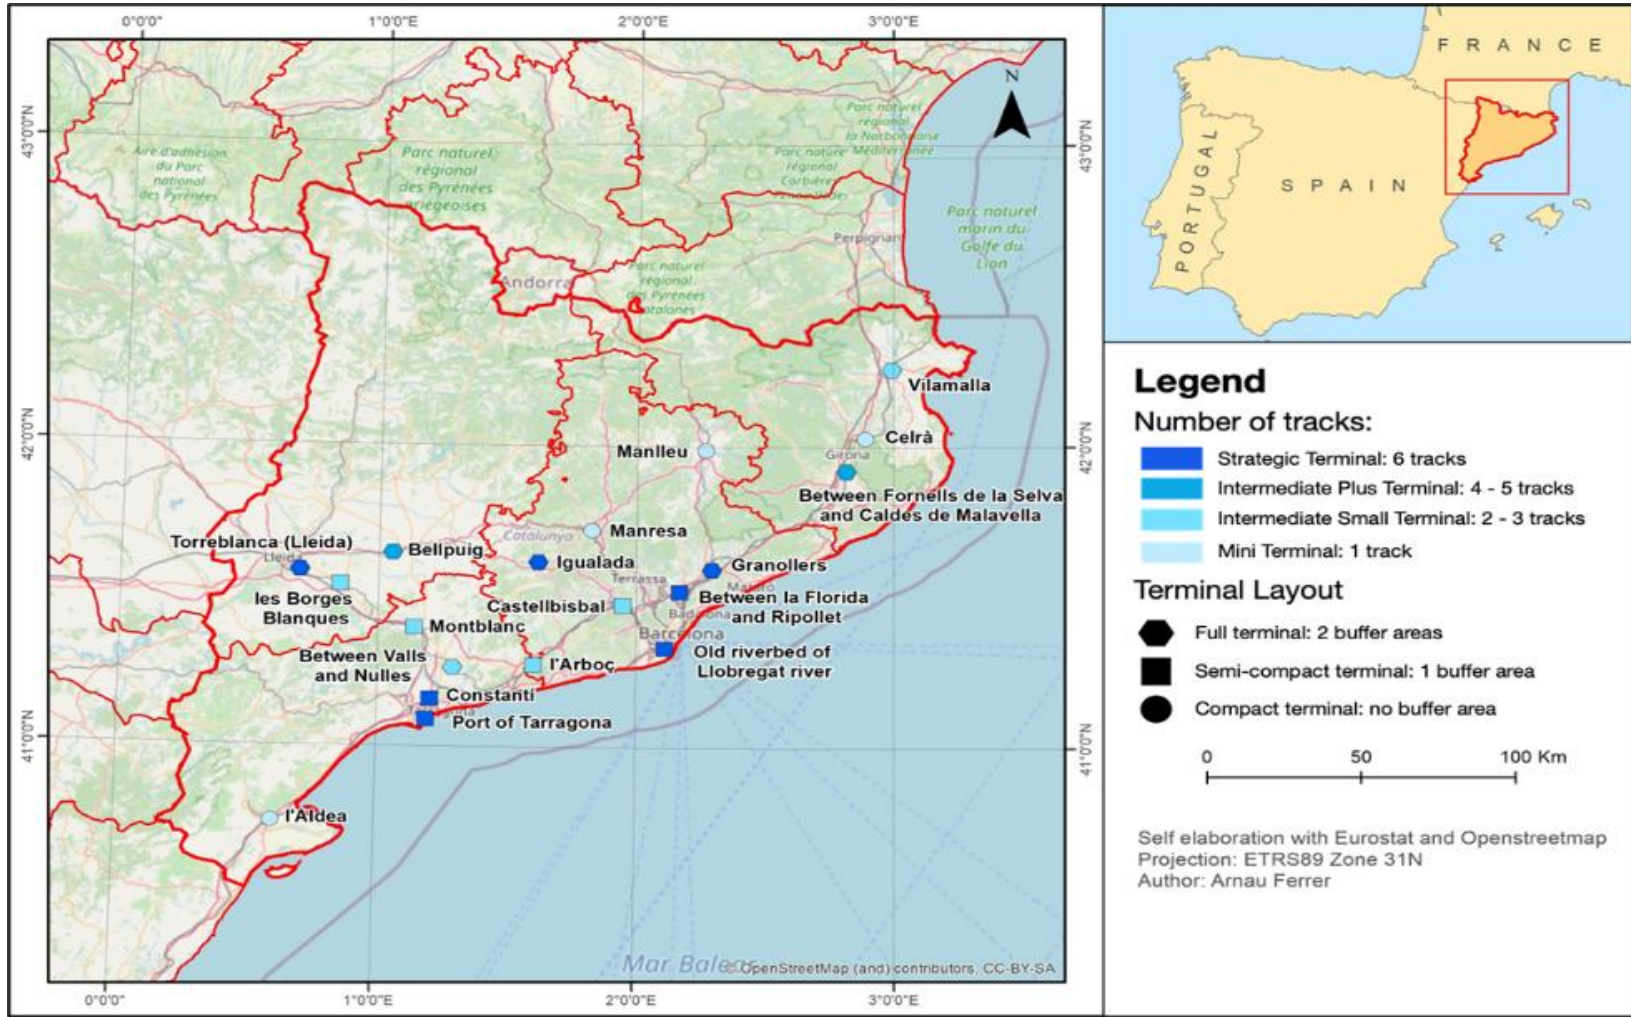 0°0'0"
1°0'0"E
2°0'0"E
3°0'0"E
43°0'0"N
42°0'0"N
41°0'0"N
43°0'0"N
42°0'0"N
41°0'0"N
N
Aire d'adhésion
du Parc
national
des Pyrénées
Parc naturel
régional
des Pyrénées
Parc naturel
régional
la Narbonnaise
Méditerranée
régional
Corbières
Parc naturel
marin du
Golfe du
Lion
Perpignan
Andorra
Parc naturel
régional
des Pyrénées
Vilamalla
Celrà
Girona
Manlleu
Between Fornells de la Selva
and Caldes de Malavella
Manresa
Catalunya
Torreblanca (Lleida)
Lleida
Bellpuig
Igualada
Granollers
Terrassa
les Borges
Blanques
Castellbisbal
Between la Florida
and Ripollet
Montblanc
Barcelona
Between Valls
and Nulles
l'Arboç
Old riverbed of
Llobregat river
Constantí
Port of Tarragona
l'Aldea
Mar Balear
© OpenStreetMap (and) contributors, CC-BY-SA
0°0'0"E
1°0'0"E
2°0'0"E
3°0'0"E
FRANCE
SPAIN
PORTUGAL
Legend
Number of tracks:
Strategic Terminal: 6 tracks
Intermediate Plus Terminal: 4 - 5 tracks
Intermediate Small Terminal: 2 - 3 tracks
Mini Terminal: 1 track
Terminal Layout
Full terminal: 2 buffer areas
Semi-compact terminal: 1 buffer area
Compact terminal: no buffer area
0 50 100 Km
Self elaboration with Eurostat and Openstreetmap
Projection: ETRS89 Zone 31N
Author: Arnau Ferrer